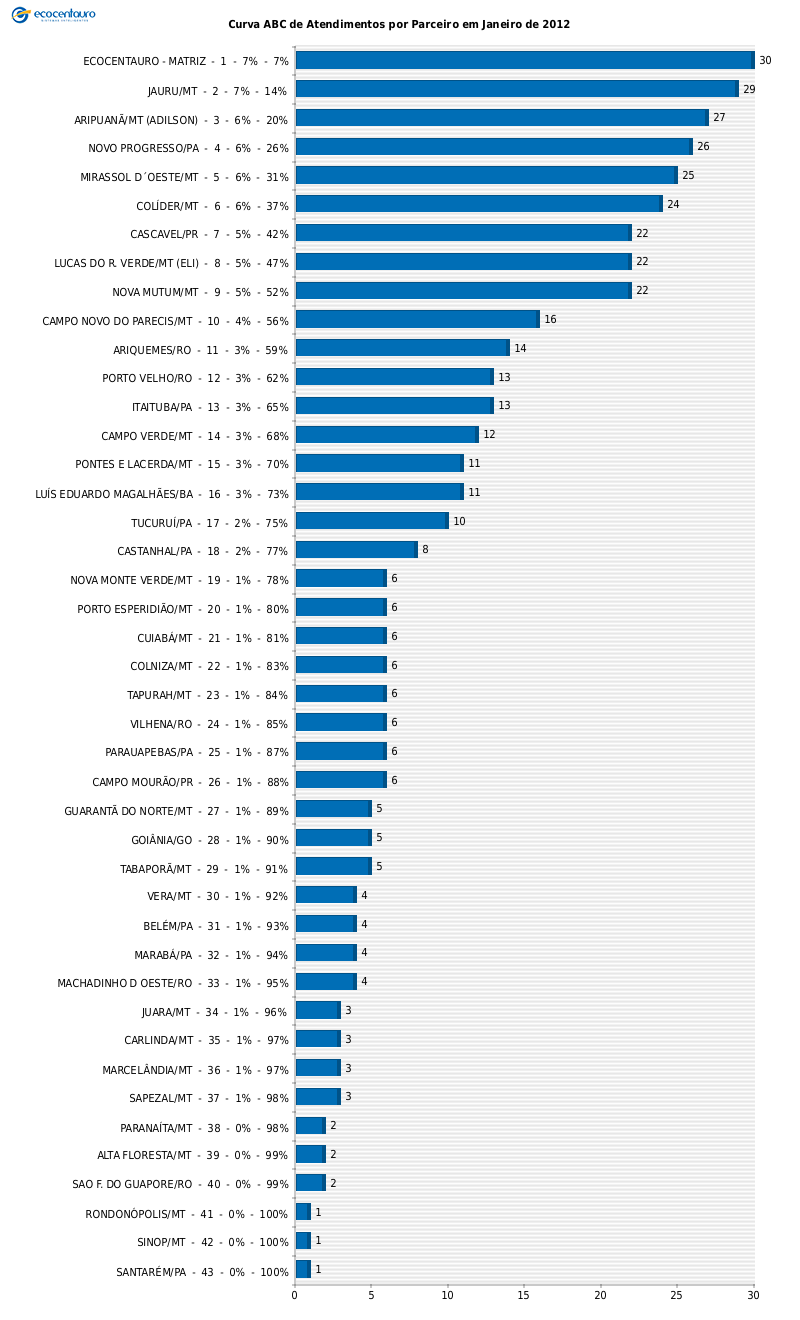 ecocentauro
Curva ABC de Atendimentos por Parceiro em Janeiro de 2012
ECOCENTAURO - MATRIZ - 1 - 7% - 7% 30
JAURU/MT - 2 - 7% - 14% 29
ARIPUANÃ/MT (ADILSON) - 3 - 6% - 20% 27
NOVO PROGRESSO/PA - 4 - 6% - 26% 26
MIRASSOL D´OESTE/MT - 5 - 6% - 31% 25
COLÍDER/MT - 6 - 6% - 37% 24
CASCAVEL/PR - 7 - 5% - 42% 22
LUCAS DO R. VERDE/MT (ELI) - 8 - 5% - 47% 22
NOVA MUTUM/MT - 9 - 5% - 52% 22
CAMPO NOVO DO PARECIS/MT - 10 - 4% - 56% 16
ARIQUEMES/RO - 11 - 3% - 59% 14
PORTO VELHO/RO - 12 - 3% - 62% 13
ITAITUBA/PA - 13 - 3% - 65% 13
CAMPO VERDE/MT - 14 - 3% - 68% 12
PONTES E LACERDA/MT - 15 - 3% - 70% 11
LUÍS EDUARDO MAGALHÃES/BA - 16 - 3% - 73% 11
TUCURUÍ/PA - 17 - 2% - 75% 10
CASTANHAL/PA - 18 - 2% - 77% 8
NOVA MONTE VERDE/MT - 19 - 1% - 78% 6
PORTO ESPERIDIÃO/MT - 20 - 1% - 80% 6
CUIABÁ/MT - 21 - 1% - 81% 6
COLNIZA/MT - 22 - 1% - 83% 6
TAPURAH/MT - 23 - 1% - 84% 6
VILHENA/RO - 24 - 1% - 85% 6
PARAUAPEBAS/PA - 25 - 1% - 87% 6
CAMPO MOURÃO/PR - 26 - 1% - 88% 6
GUARANTÃ DO NORTE/MT - 27 - 1% - 89% 5
GOIÂNIA/GO - 28 - 1% - 90% 5
TABAPORÃ/MT - 29 - 1% - 91% 5
VERA/MT - 30 - 1% - 92% 4
BELÉM/PA - 31 - 1% - 93% 4
MARABÁ/PA - 32 - 1% - 94% 4
MACHADINHO D OESTE/RO - 33 - 1% - 95% 4
JUARA/MT - 34 - 1% - 96% 3
CARLINDA/MT - 35 - 1% - 97% 3
MARCELÂNDIA/MT - 36 - 1% - 97% 3
SAPEZAL/MT - 37 - 1% - 98% 3
PARANAÍTA/MT - 38 - 0% - 98% 2
ALTA FLORESTA/MT - 39 - 0% - 99% 2
SAO F. DO GUAPORE/RO - 40 - 0% - 99% 2
RONDONÓPOLIS/MT - 41 - 0% - 100% 1
SINOP/MT - 42 - 0% - 100% 1
SANTARÉM/PA - 43 - 0% - 100% 1
0 5 10 15 20 25 30